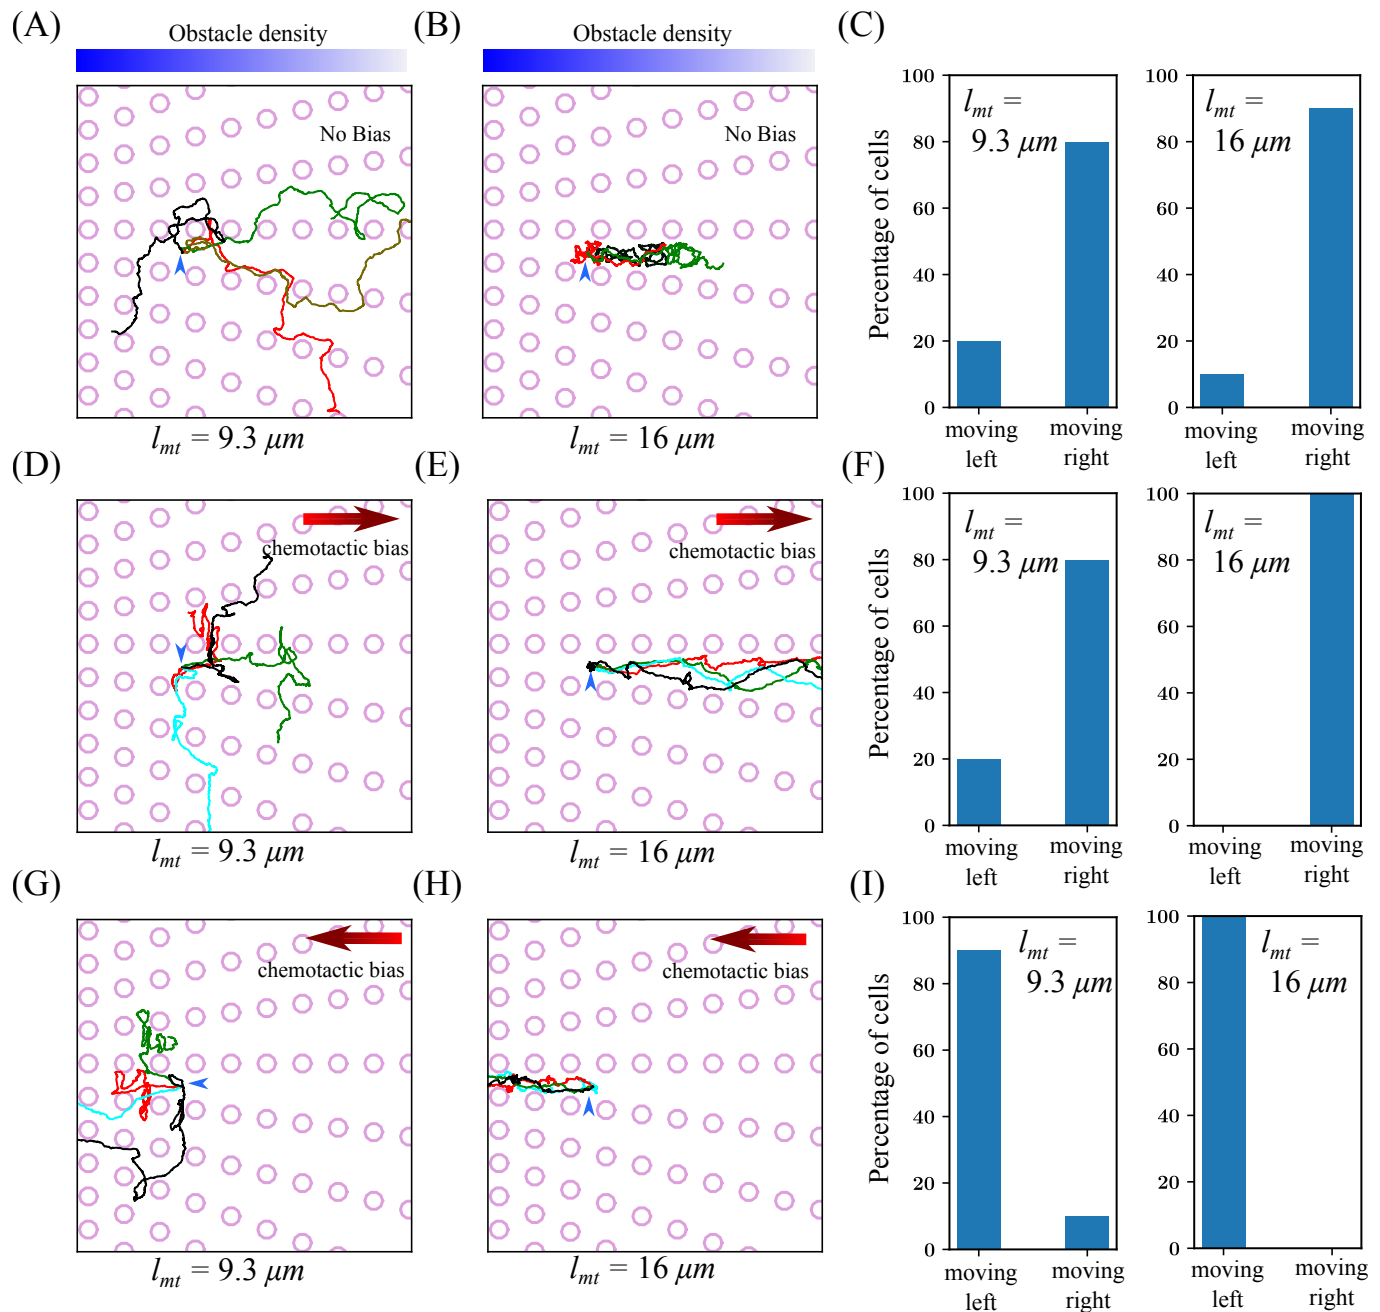 (A)
Obstacle density
No Bias
l_mt = 9.3 μm
(B)
Obstacle density
No Bias
l_mt = 16 μm
(C)
Percentage of cells
100
80
60
40
20
0
l_mt =
9.3 μm
moving
left
moving
right
100
80
60
40
20
0
l_mt =
16 μm
moving
left
moving
right
(D)
chemotactic bias
l_mt = 9.3 μm
(E)
chemotactic bias
l_mt = 16 μm
(F)
Percentage of cells
100
80
60
40
20
0
l_mt =
9.3 μm
moving
left
moving
right
100
80
60
40
20
0
l_mt =
16 μm
moving
left
moving
right
(G)
chemotactic bias
l_mt = 9.3 μm
(H)
chemotactic bias
l_mt = 16 μm
(I)
Percentage of cells
100
80
60
40
20
0
l_mt =
9.3 μm
moving
left
moving
right
100
80
60
40
20
0
l_mt =
16 μm
moving
left
moving
right